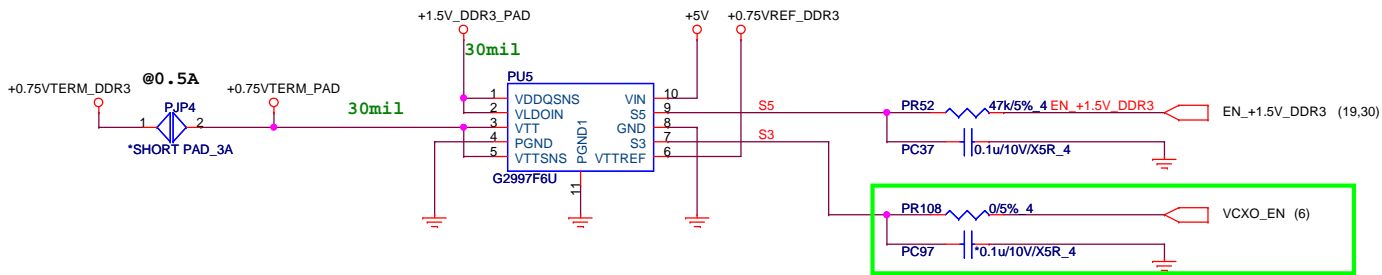 +1.5V_DDR3_PAD
+5V
+0.75VREF_DDR3
30mil
@0.5A
PU5
+0.75VTERM_DDR3
+0.75VTERM_PAD
30mil
PJP4
1
2
*SHORT PAD_3A
1
2
3
4
5
VDDQSNS
VLDOIN
VTT
PGND
VTTSNS
PGND1
11
VIN
S5
GND
S3
VTTREF
10
9
8
7
6
G2997F6U
S5
S3
PR52
47k/5%_4
EN_+1.5V_DDR3
EN_+1.5V_DDR3 (19,30)
PC37
0.1u/10V/X5R_4
PR108
0/5%_4
VCXO_EN (6)
PC97
*0.1u/10V/X5R_4